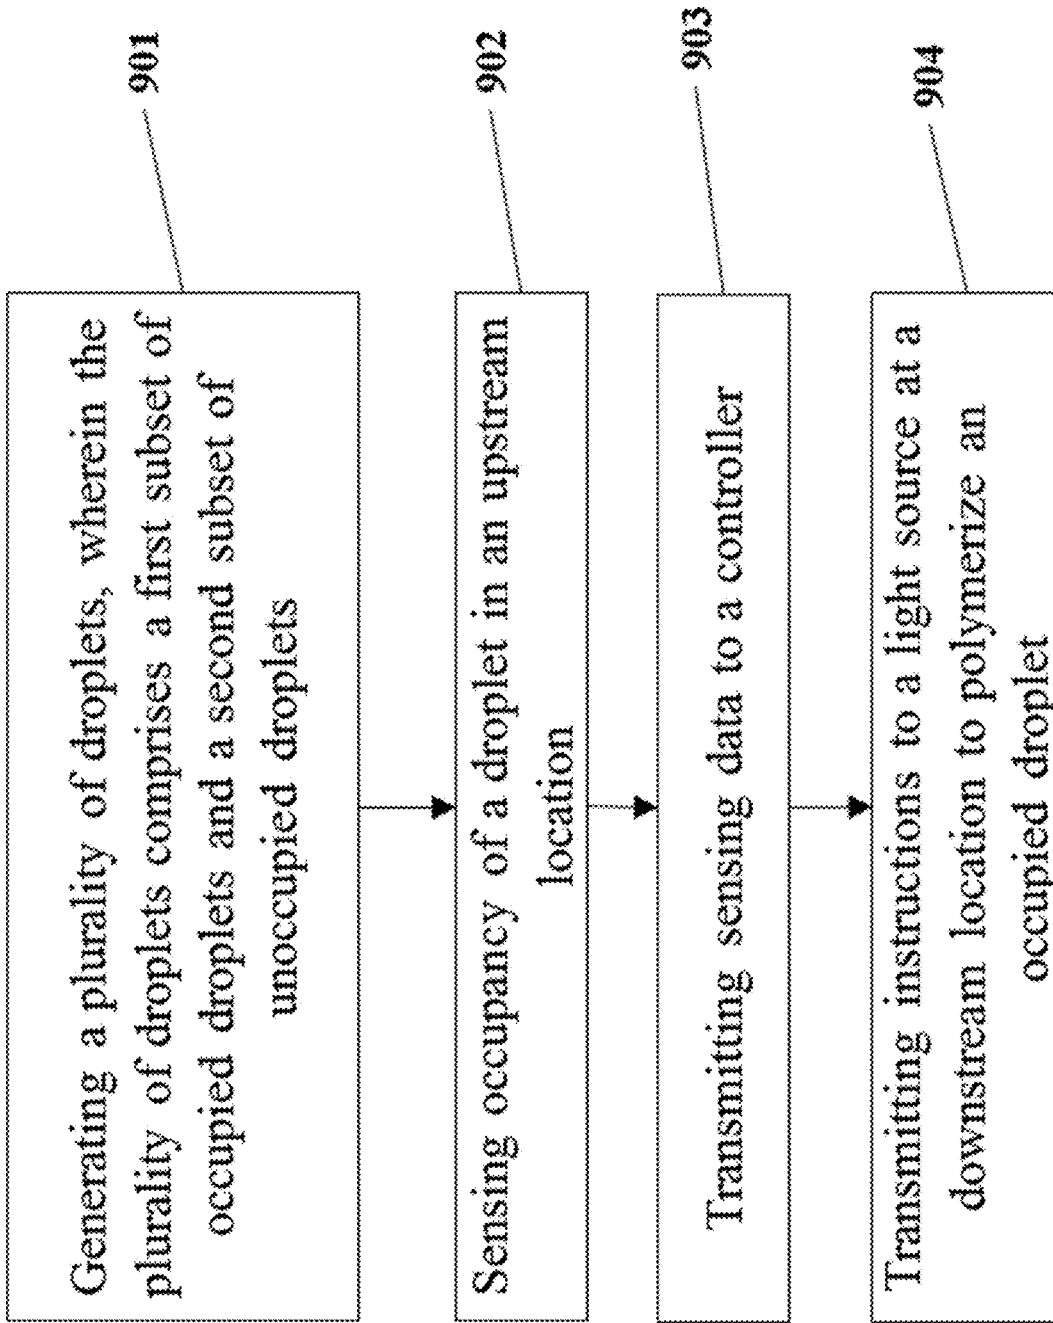 Generating a plurality of droplets, wherein the
plurality of droplets comprises a first subset of
occupied droplets and a second subset of
unoccupied droplets
901
Sensing occupancy of a droplet in an upstream
location
902
Transmitting sensing data to a controller
903
Transmitting instructions to a light source at a
downstream location to polymerize an
occupied droplet
904